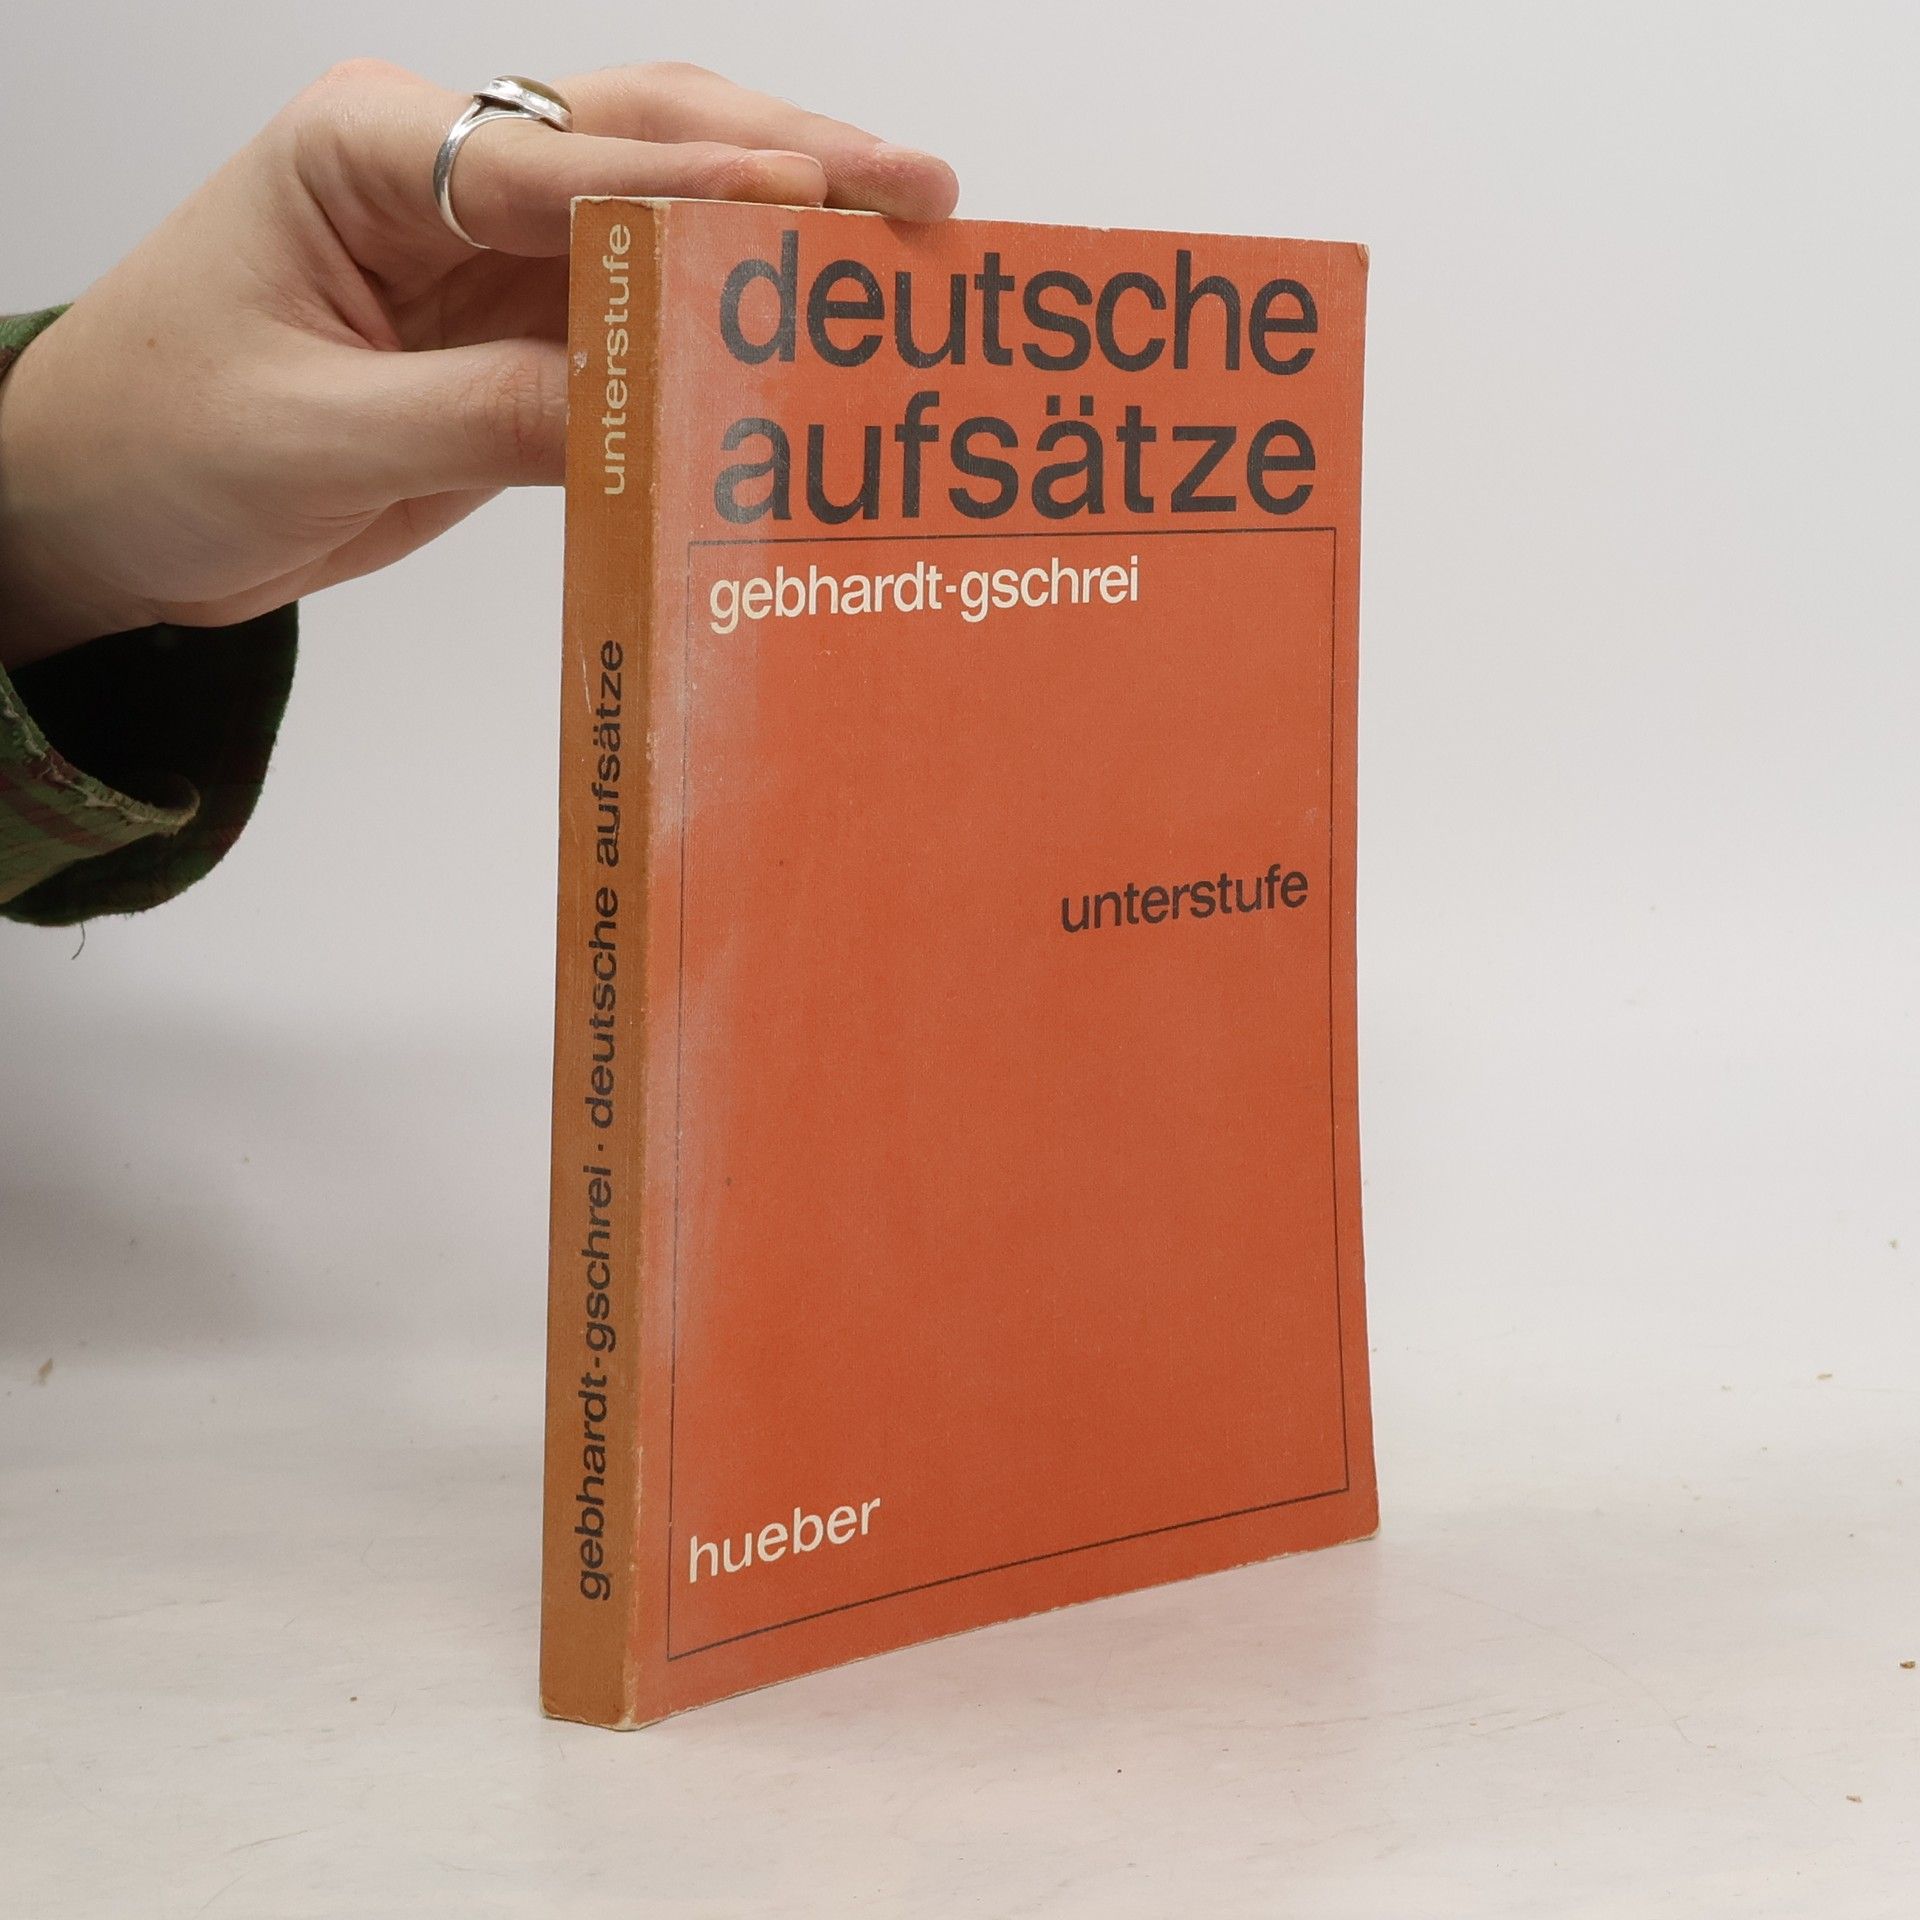 unterstufe
gebhardt-gschrei · deutsche aufsätze
deutsche
aufsätze
gebhardt-gschrei
unterstufe
hueber